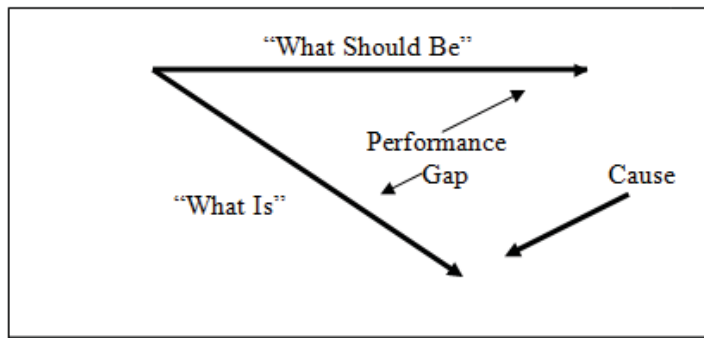 “What Should Be”
Performance
Gap
Cause
“What Is”